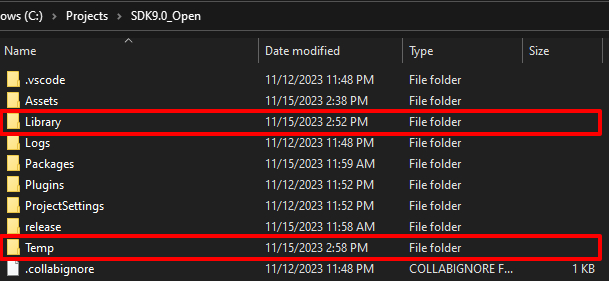 ows (C:) > Projects > SDK9.0_Open
Name Date modified Type Size
.vscode 11/12/2023 11:48 PM File folder
Assets 11/15/2023 2:38 PM File folder
Library 11/15/2023 2:52 PM File folder
Logs 11/12/2023 11:48 PM File folder
Packages 11/15/2023 11:59 AM File folder
Plugins 11/12/2023 11:52 PM File folder
ProjectSettings 11/12/2023 11:52 PM File folder
release 11/15/2023 11:58 AM File folder
Temp 11/15/2023 2:58 PM File folder
.collabignore 11/12/2023 11:48 PM COLLABIGNORE F... 1 KB